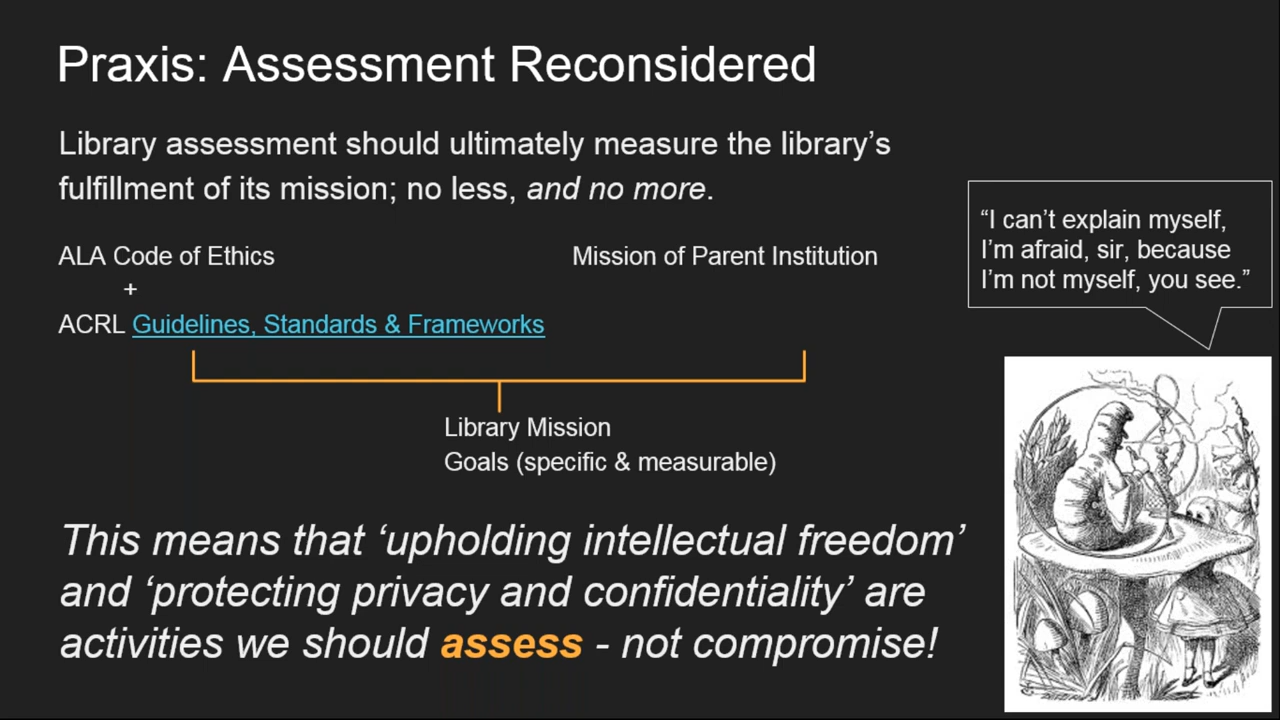 Praxis: Assessment Reconsidered
Library assessment should ultimately measure the library’s
fulfillment of its mission; no less, and no more.
ALA Code of Ethics
+
ACRL Guidelines, Standards & Frameworks
Mission of Parent Institution
Library Mission
Goals (specific & measurable)
“I can’t explain myself,
I’m afraid, sir, because
I’m not myself, you see.”
This means that ‘upholding intellectual freedom’
and ‘protecting privacy and confidentiality’ are
activities we should assess - not compromise!